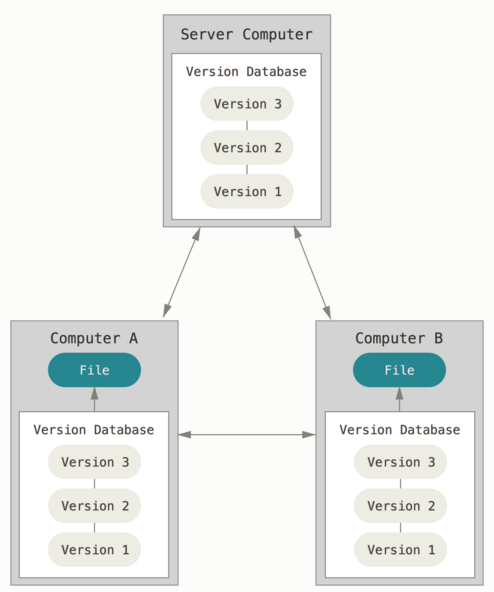 Server Computer
Version Database
Version 3
Version 2
Version 1
Computer A
File
Version Database
Version 3
Version 2
Version 1
Computer B
File
Version Database
Version 3
Version 2
Version 1